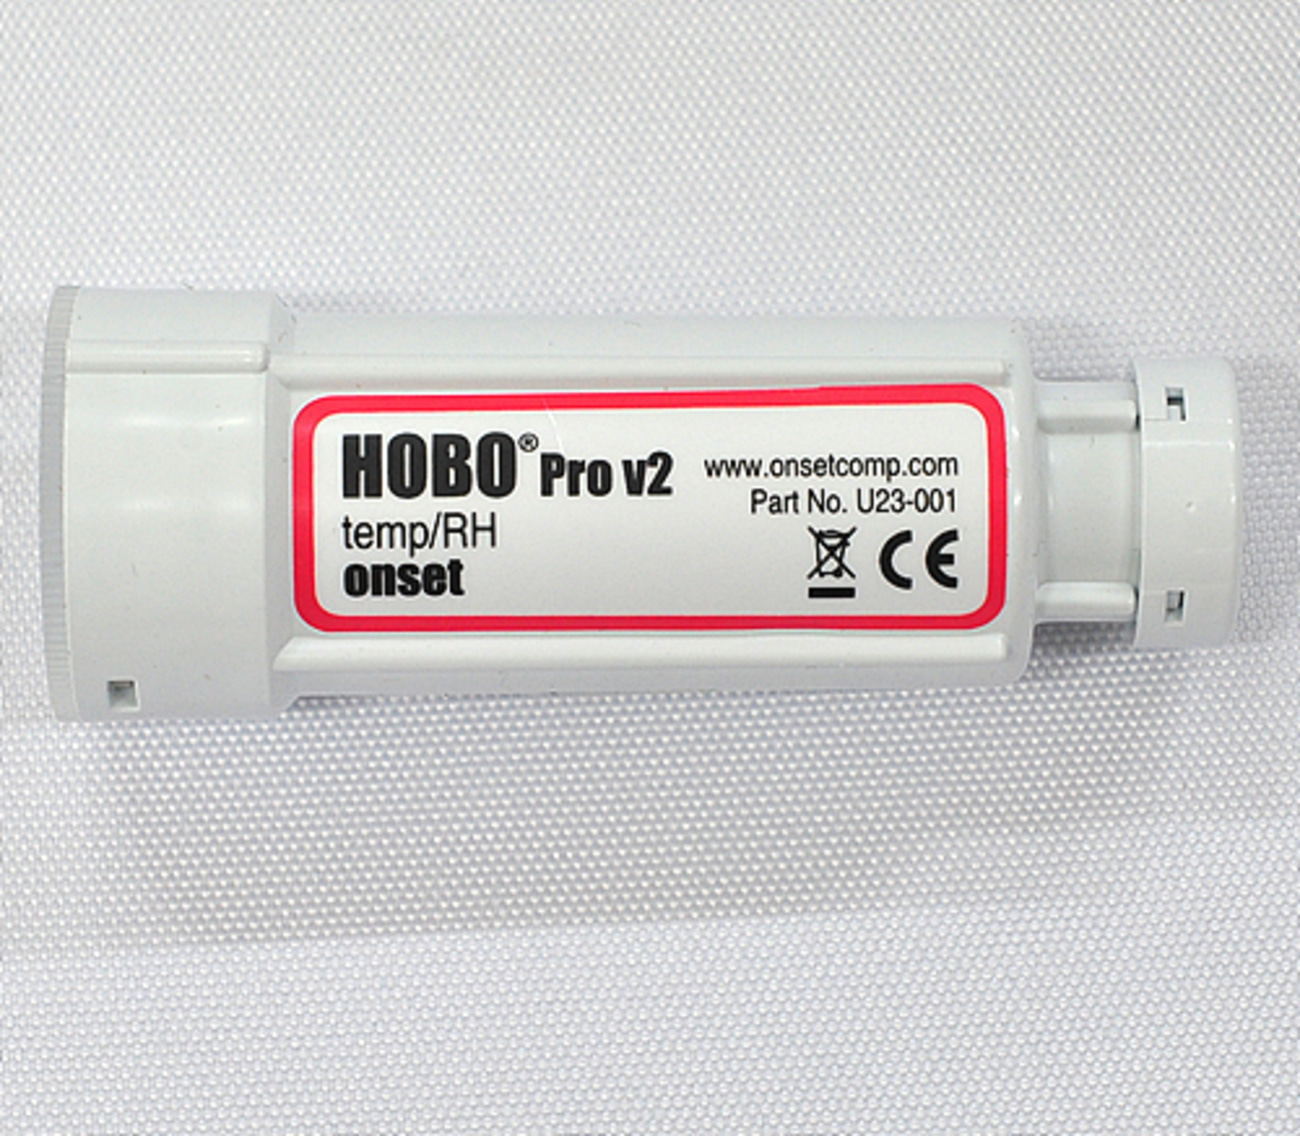 HOBO® Pro v2
temp/RH
onset
www.onsetcomp.com
Part No. U23-001
CE